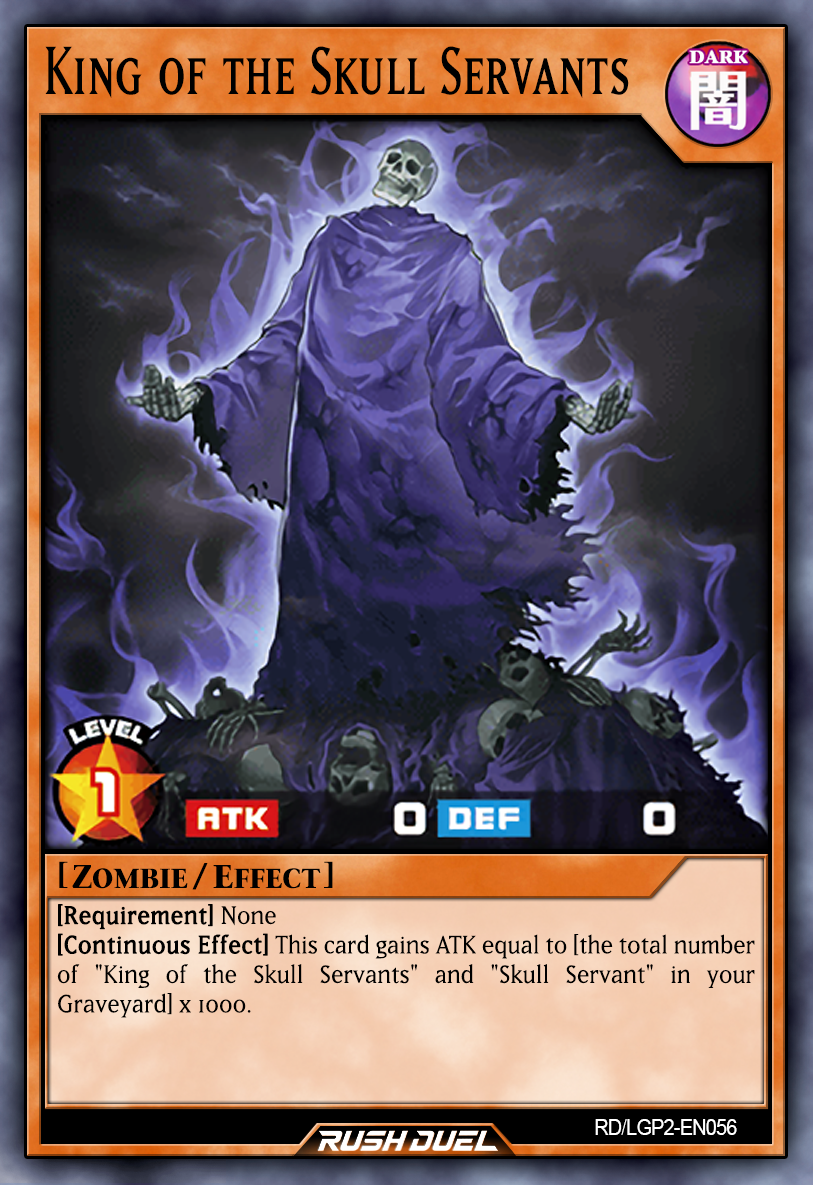 King of the Skull Servants
DARK
闇
LEVEL
1
ATK 0 DEF 0
[Zombie / Effect]
[Requirement] None
[Continuous Effect] This card gains ATK equal to [the total number
of "King of the Skull Servants" and "Skull Servant" in your
Graveyard] x 1000.
RD/LGP2-EN056
RUSH DUEL